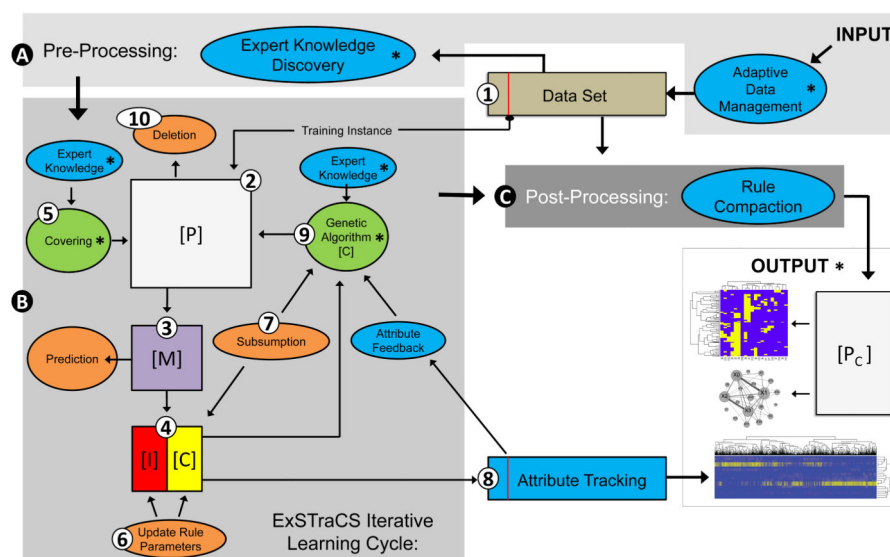 A Pre-Processing:
Expert Knowledge
Discovery *
INPUT
Adaptive
Data *
Management
1 Data Set
10
Deletion
Training Instance
Expert
Knowledge *
2
Expert
Knowledge *
C Post-Processing:
Rule
Compaction
5
Covering *
[P]
9
Genetic
Algorithm *
[C]
OUTPUT *
B
3
[M]
Prediction
7
Subsumption
Attribute
Feedback
[PC]
4
[I] [C]
8 Attribute Tracking
6 Update Rule
Parameters
ExSTraCS Iterative
Learning Cycle: